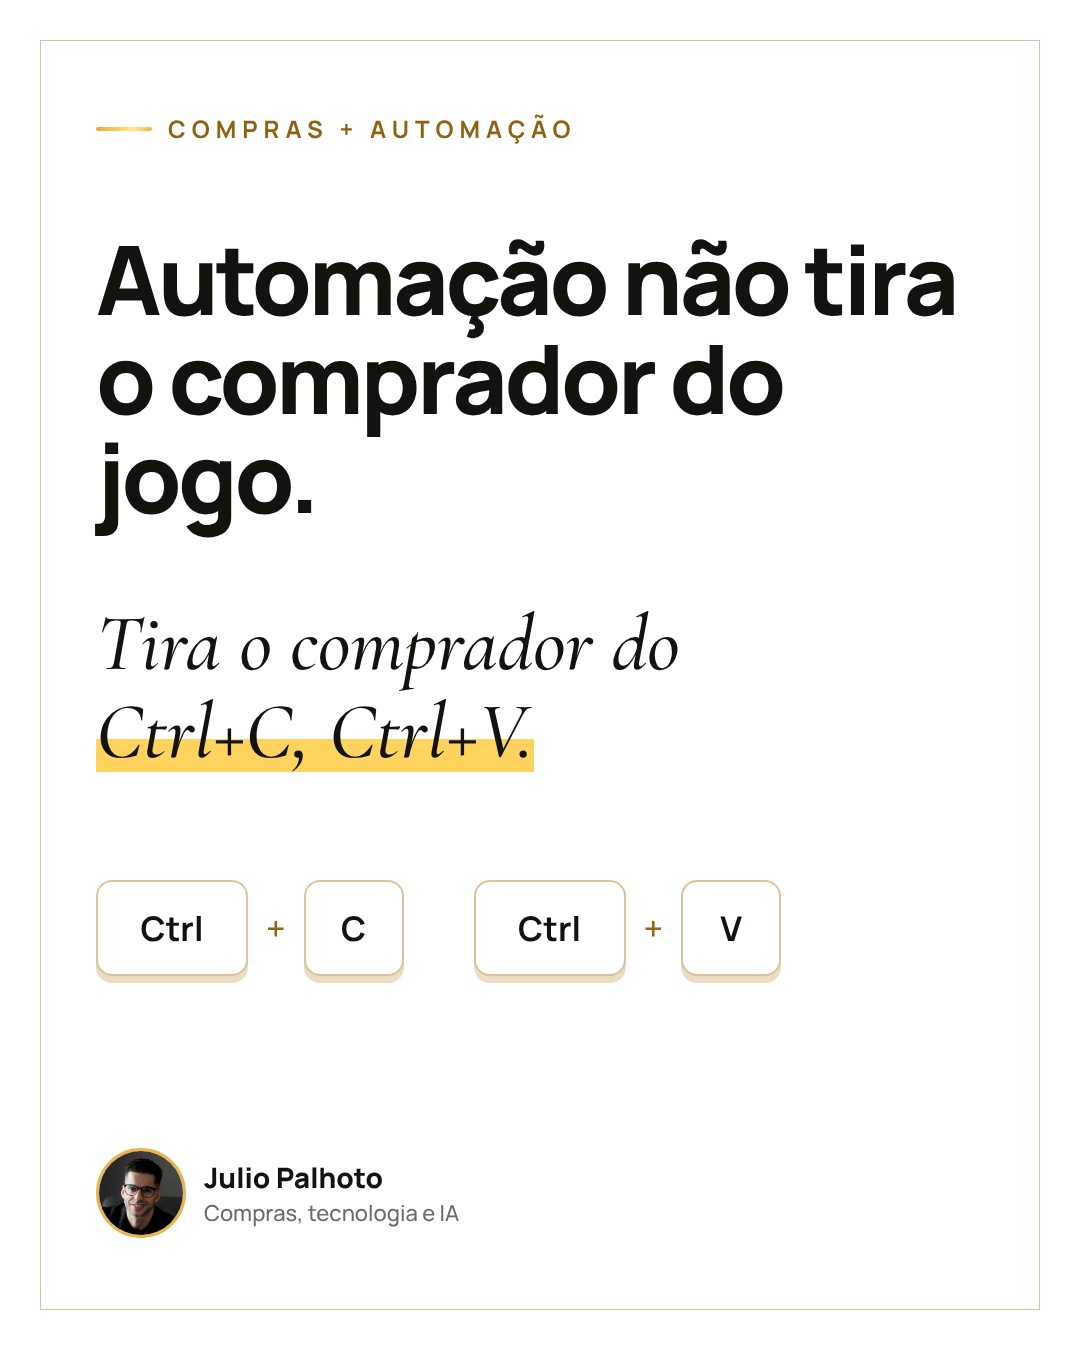 COMPRAS + AUTOMAÇÃO
Automação não tira
o comprador do
jogo.
Tira o comprador do
Ctrl+C, Ctrl+V.
Ctrl + C Ctrl + V
Julio Palhoto
Compras, tecnologia e IA